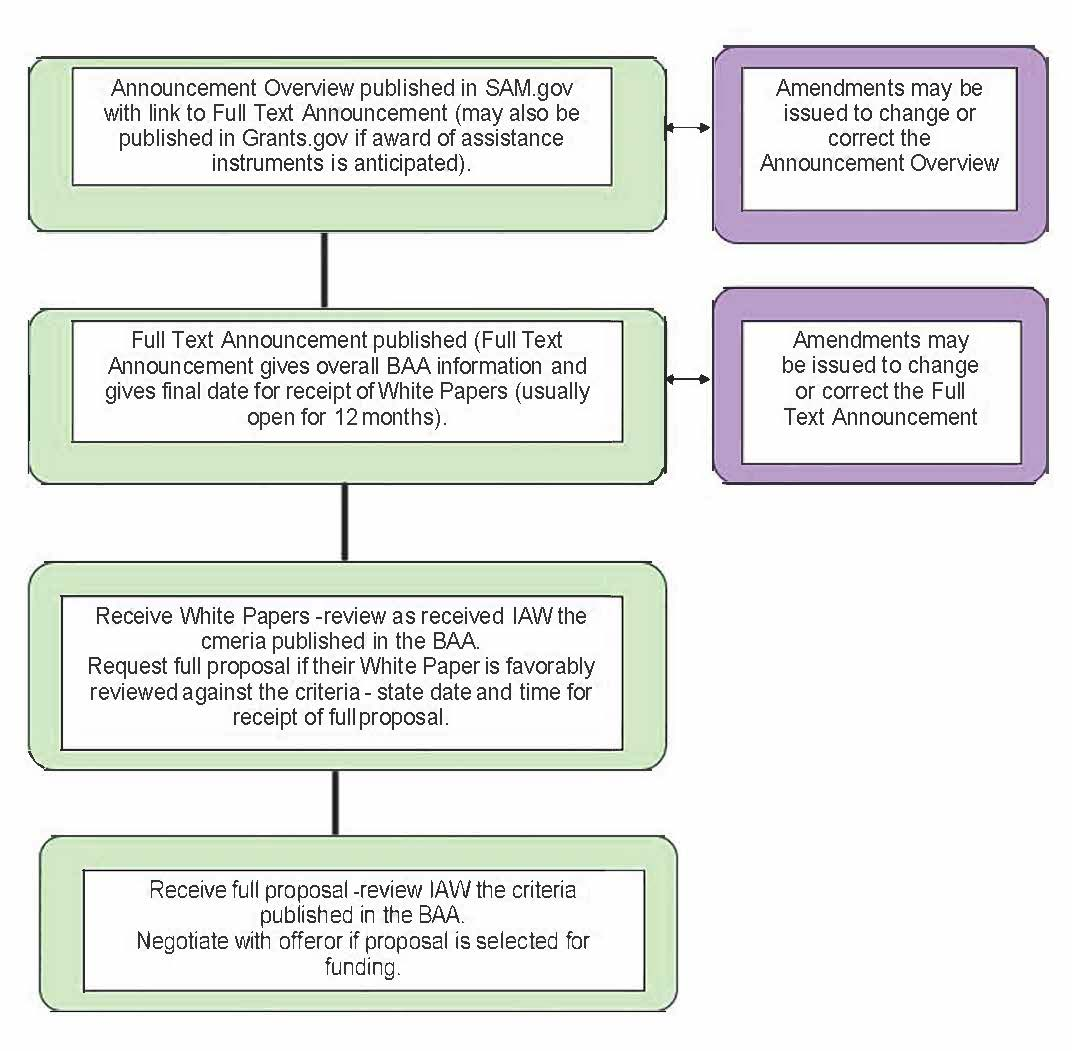 Announcement Overview published in SAM.gov
with link to Full Text Announcement (may also be
published in Grants.gov if award of assistance
instruments is anticipated).
Amendments may be
issued to change or
correct the
Announcement Overview
Full Text Announcement published (Full Text
Announcement gives overall BAA information and
gives final date for receipt of White Papers (usually
open for 12 months).
Amendments may
be issued to change
or correct the Full
Text Announcement
Receive White Papers -review as received IAW the
cmeria published in the BAA.
Request full proposal if their White Paper is favorably
reviewed against the criteria - state date and time for
receipt of full proposal.
Receive full proposal -review IAW the criteria
published in the BAA.
Negotiate with offeror if proposal is selected for
funding.